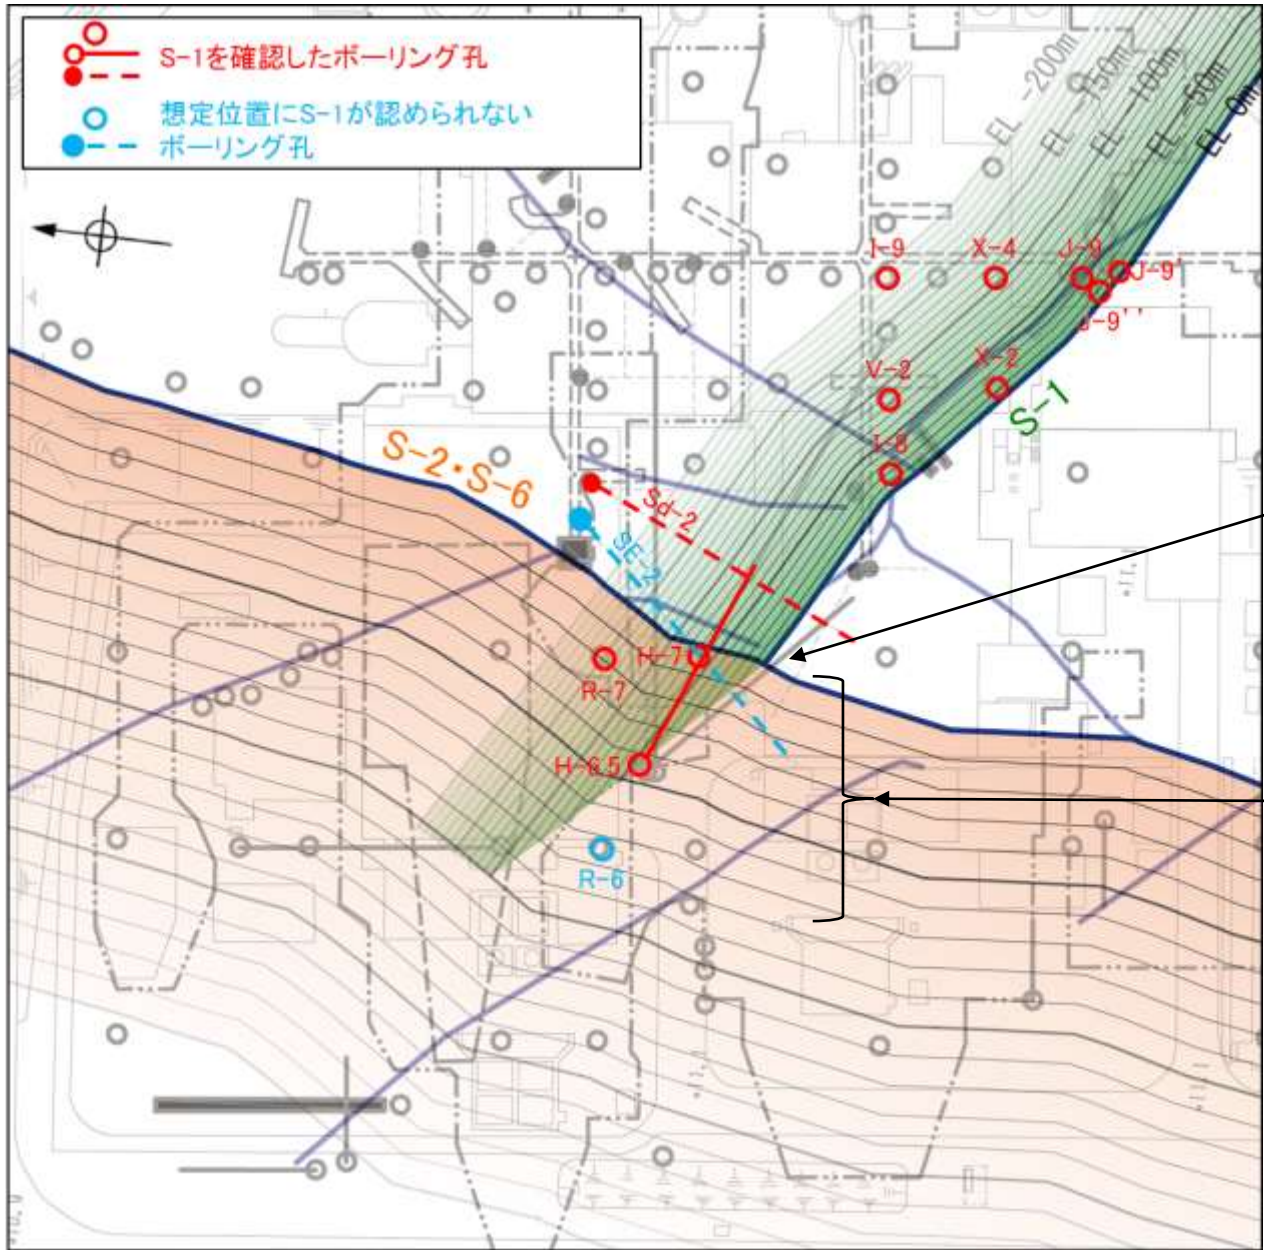 S-1を確認したボーリング孔
想定位置にS-1が認められない
ボーリング孔
EL -200m
EL -150m
EL -100m
EL -50m
EL 0m
I-9
X-4
J-9
J-9'
J-9''
V-2
X-2
I-8
S-1
S-2・S-6
Sd-2
SE-2
H-7
R-7
H-6.5
R-6